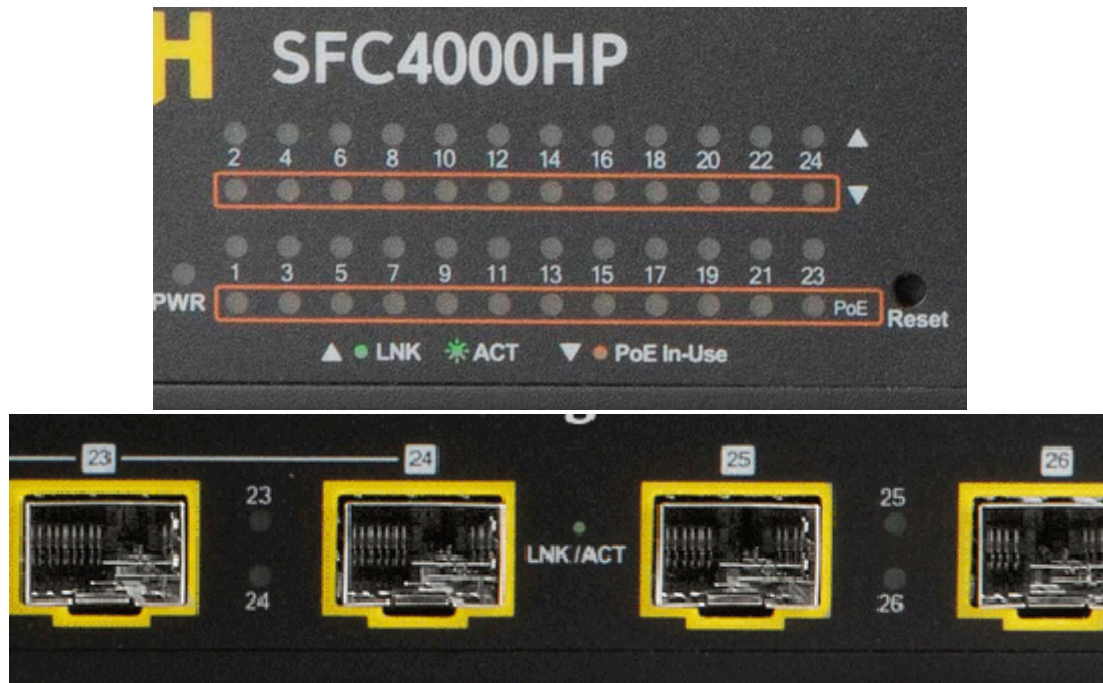 H SFC4000HP
2 4 6 8 10 12 14 16 18 20 22 24
1 3 5 7 9 11 13 15 17 19 21 23
PWR PoE Reset
LNK ACT PoE In-Use
23 24 25 26
23 25
LNK/ACT
24 26